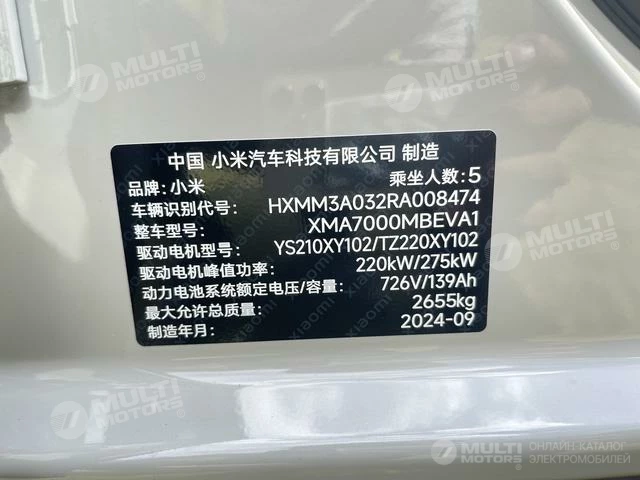 MULTI MOTORS®
MULTI MOTORS®
中国 小米汽车科技有限公司 制造
品牌:小米 乘坐人数:5
车辆识别代号: HXMM3A032RA008474
整车型号: XMA7000MBEVA1
驱动电机型号: YS210XY102/TZ220XY102
驱动电机峰值功率: 220kW/275kW
动力电池系统额定电压/容量: 726V/139Ah
最大允许总质量: 2655kg
制造年月: 2024-09
MULTI MOTORS®
MULTI MOTORS®
ОНЛАЙН-КАТАЛОГ
ЭЛЕКТРОМОБИЛЕЙ